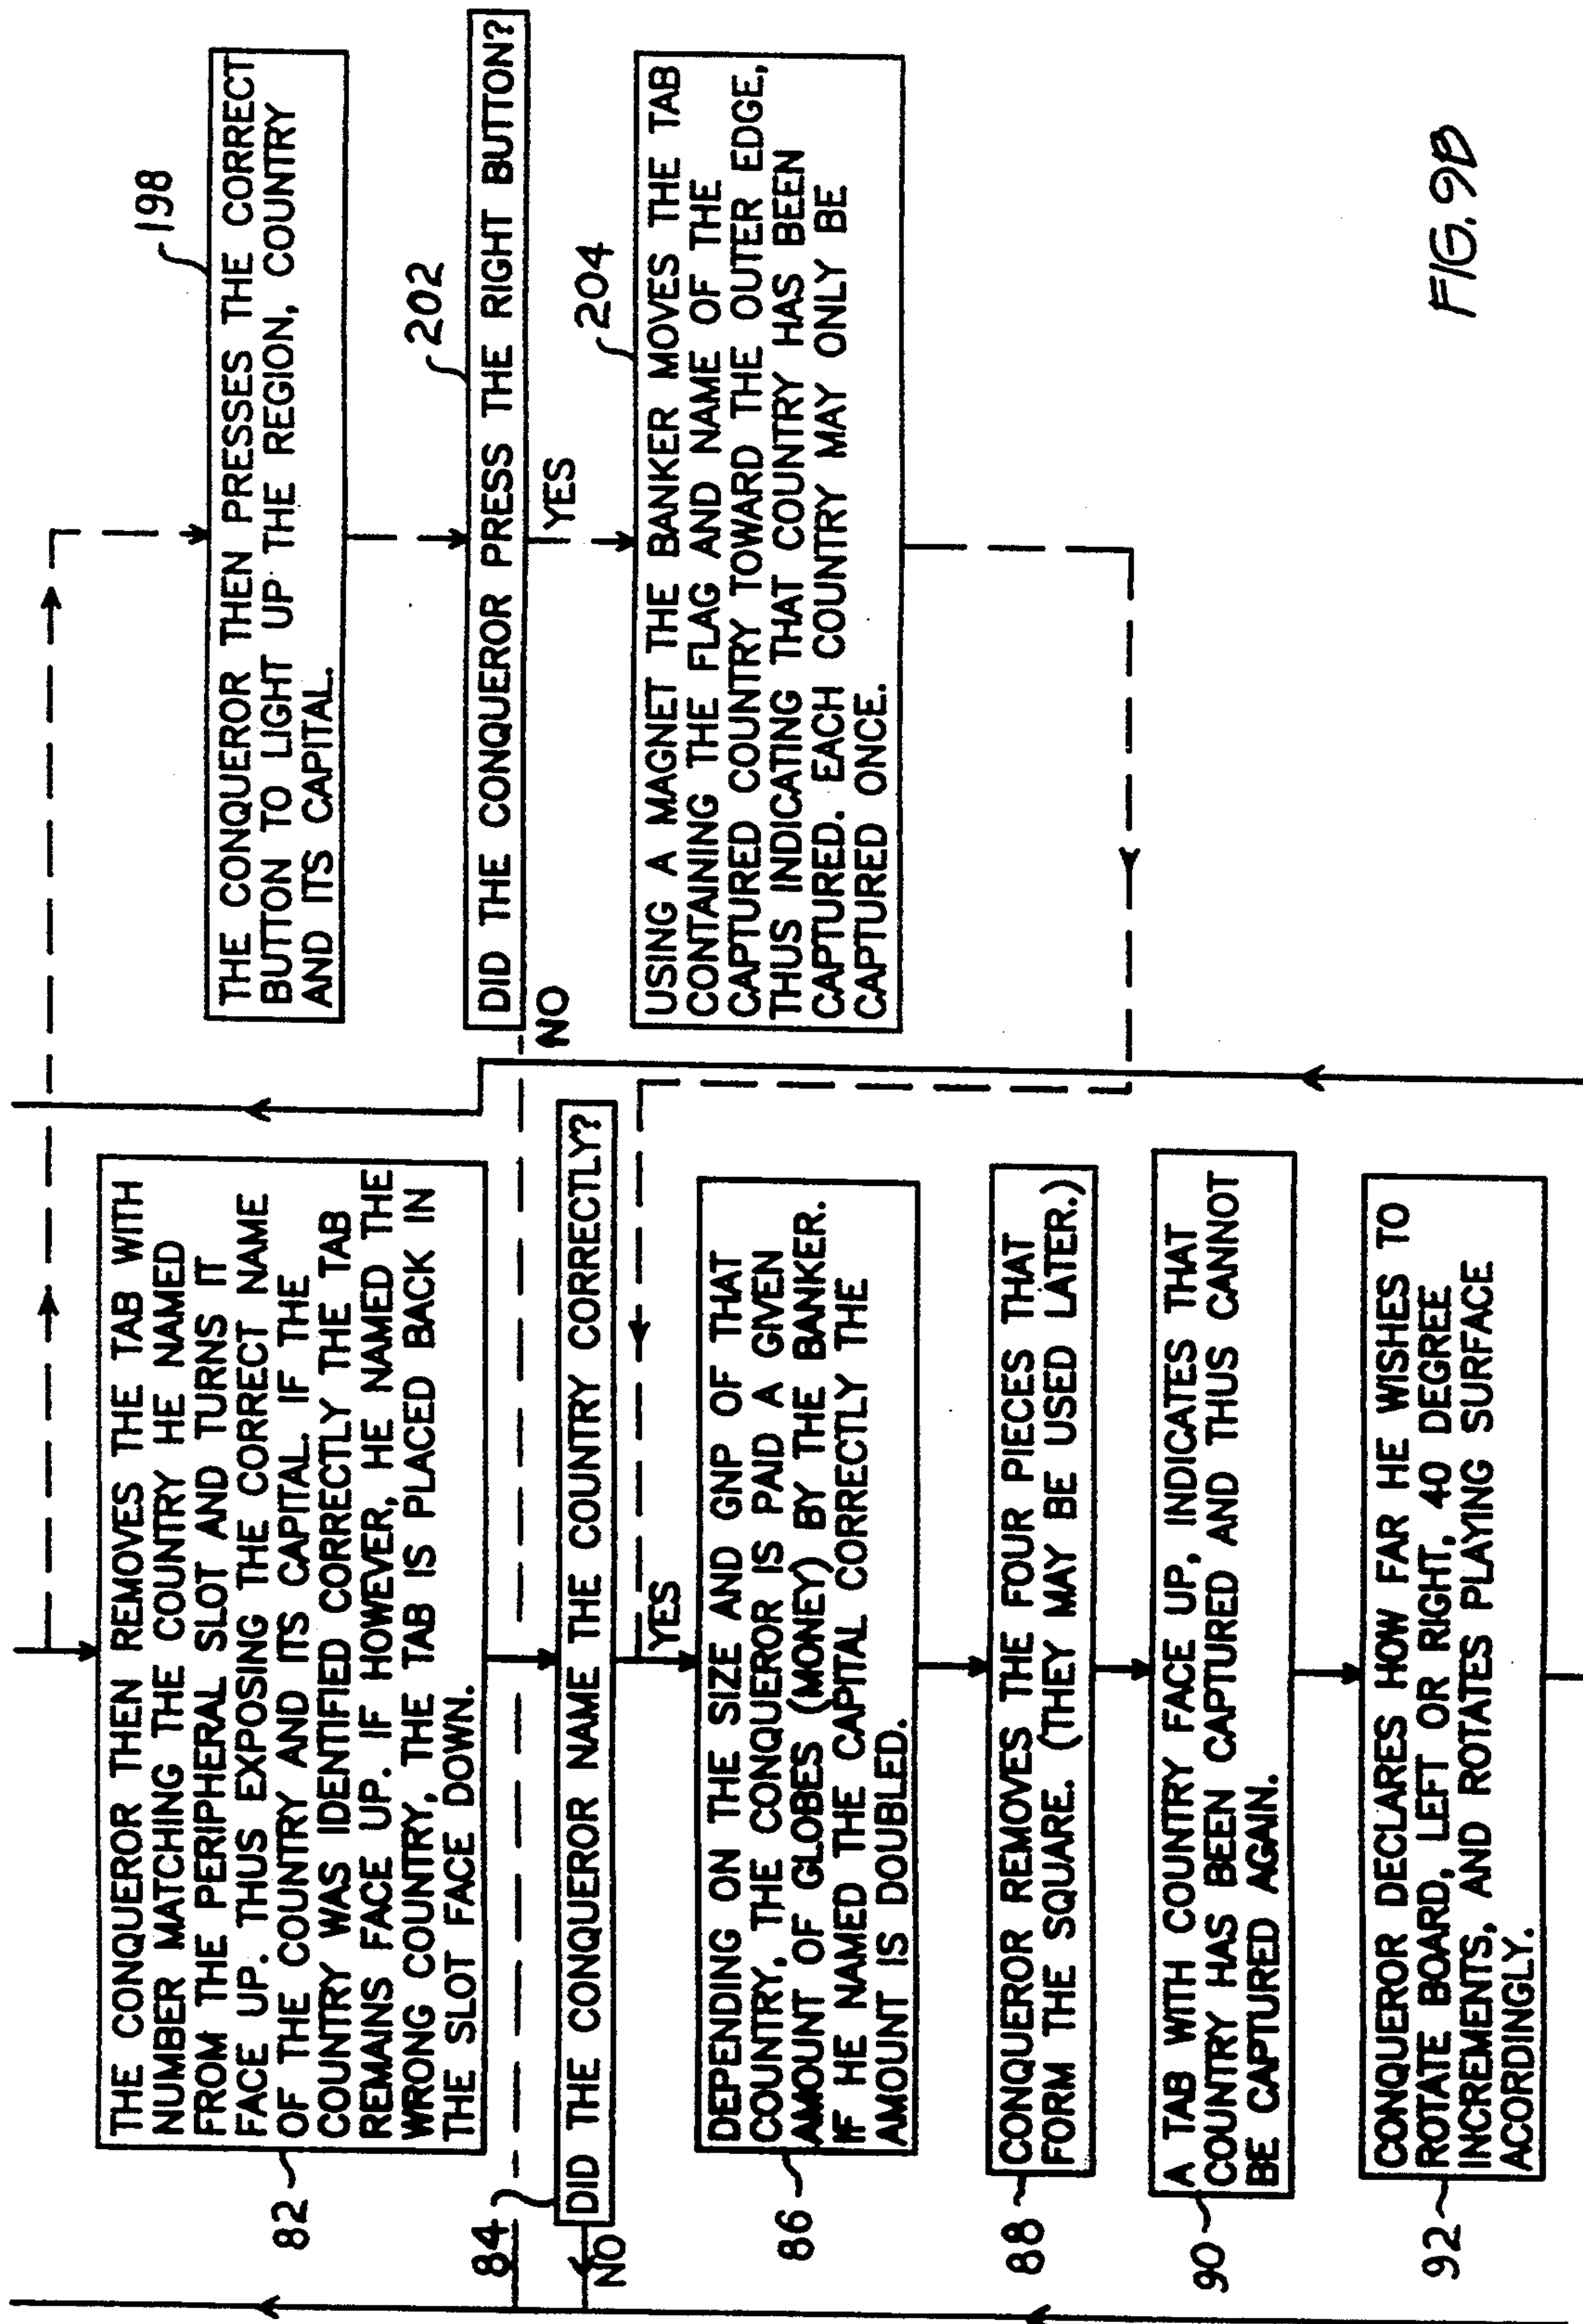 THE CONQUEROR THEN REMOVES THE TAB WITH
NUMBER MATCHING THE COUNTRY HE NAMED
FROM THE PERIPHERAL SLOT AND TURNS IT
FACE UP. THUS EXPOSING THE CORRECT NAME
OF THE COUNTRY AND ITS CAPITAL. IF THE
COUNTRY WAS IDENTIFIED CORRECTLY THE TAB
REMAINS FACE UP. IF HOWEVER, HE NAMED THE
WRONG COUNTRY, THE TAB IS PLACED BACK IN
THE SLOT FACE DOWN.
82
84
DID THE CONQUEROR NAME THE COUNTRY CORRECTLY?
NO
YES
DEPENDING ON THE SIZE AND GNP OF THAT
COUNTRY, THE CONQUEROR IS PAID A GIVEN
AMOUNT OF GLOBES (MONEY) BY THE BANKER.
IF HE NAMED THE CAPITAL CORRECTLY THE
AMOUNT IS DOUBLED.
86
CONQUEROR REMOVES THE FOUR PIECES THAT
FORM THE SQUARE. (THEY MAY BE USED LATER.)
88
A TAB WITH COUNTRY FACE UP, INDICATES THAT
COUNTRY HAS BEEN CAPTURED AND THUS CANNOT
BE CAPTURED AGAIN.
90
CONQUEROR DECLARES HOW FAR HE WISHES TO
ROTATE BOARD, LEFT OR RIGHT, 40 DEGREE
INCREMENTS, AND ROTATES PLAYING SURFACE
ACORDINGLY.
92
THE CONQUEROR THEN PRESSES THE CORRECT
BUTTON TO LIGHT UP THE REGION, COUNTRY
AND ITS CAPITAL.
198
DID THE CONQUEROR PRESS THE RIGHT BUTTON?
202
NO
YES
USING A MAGNET THE BANKER MOVES THE TAB
CONTAINING THE FLAG AND NAME OF THE
CAPTURED COUNTRY TOWARD THE OUTER EDGE,
THUS INDICATING THAT COUNTRY HAS BEEN
CAPTURED. EACH COUNTRY MAY ONLY BE
CAPTURED ONCE.
204
FIG. 9B